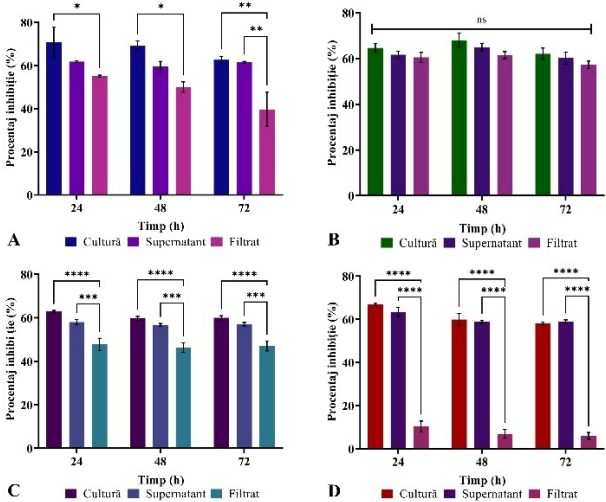 Procentaj inhibiție (%)
80
60
40
20
0
* * ** **
24 48 72
Timp (h)
A
Cultură Supernatant Filtrat
Procentaj inhibiție (%)
80
60
40
20
0
ns
24 48 72
Timp (h)
B
Cultură Supernatant Filtrat
Procentaj inhibiție (%)
80
60
40
20
0
**** **** ****
*** *** ***
24 48 72
Timp (h)
C
Cultură Supernatant Filtrat
Procentaj inhibiție (%)
80
60
40
20
0
**** **** ****
**** **** ****
24 48 72
Timp (h)
D
Cultură Supernatant Filtrat